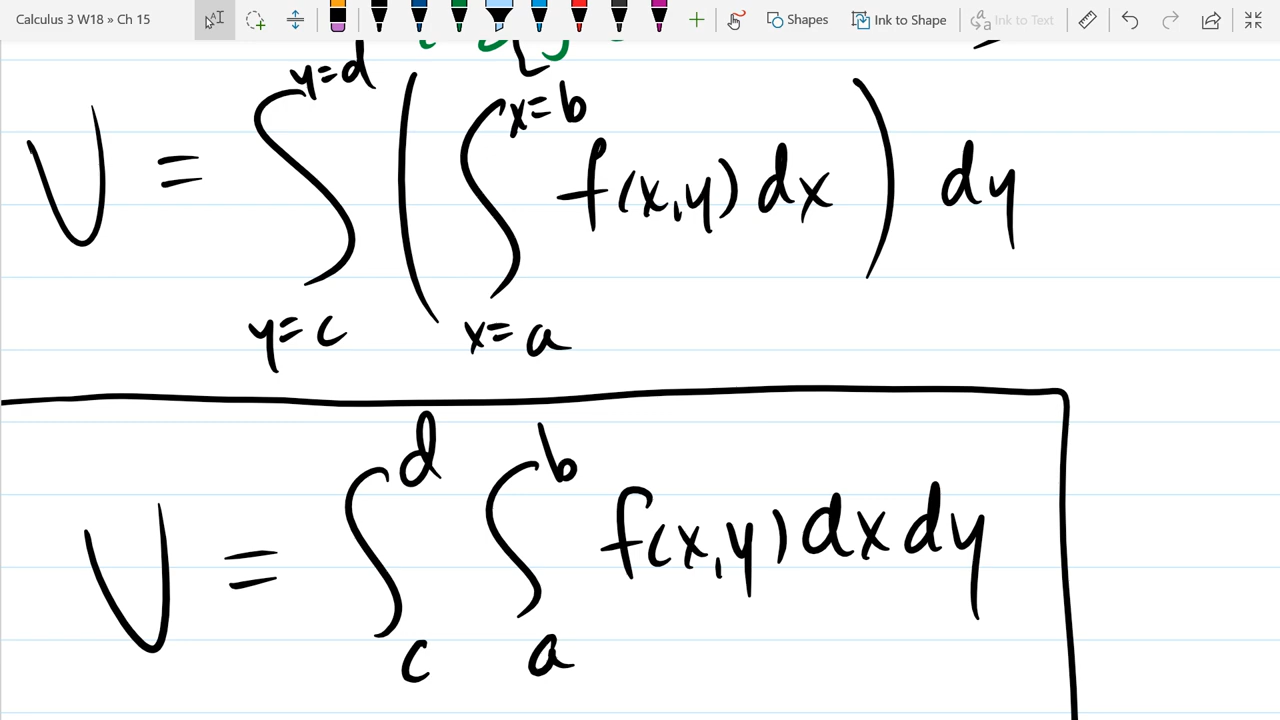 Calculus 3 W18 » Ch 15 Shapes Ink to Shape Ink to Text
V = ∫_{y=c}^{y=d} ( ∫_{x=a}^{x=b} f(x,y) dx ) dy
V = ∫_c^d ∫_a^b f(x,y) dx dy